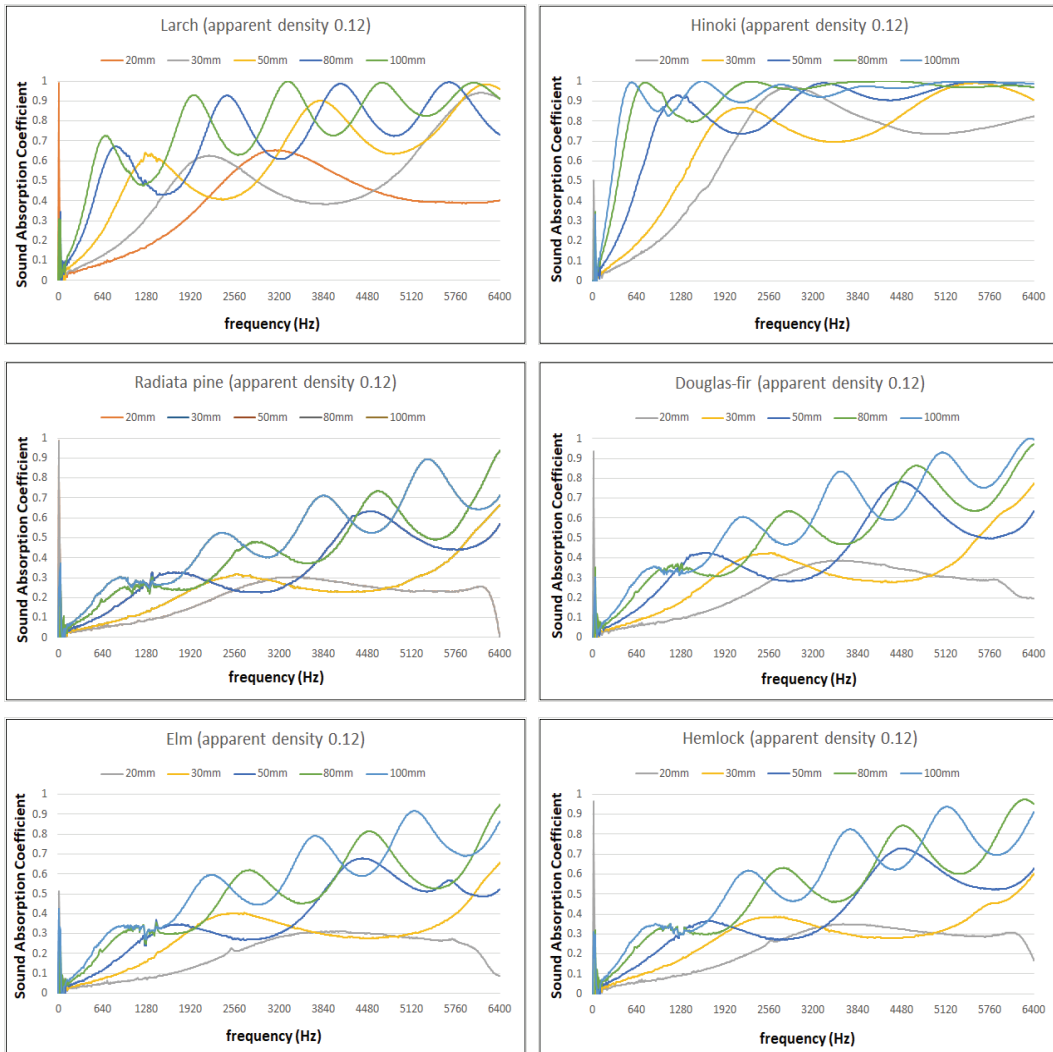 Larch (apparent density 0.12)
20mm 30mm 50mm 80mm 100mm
Sound Absorption Coefficient
1
0.9
0.8
0.7
0.6
0.5
0.4
0.3
0.2
0.1
0
0 640 1280 1920 2560 3200 3840 4480 5120 5760 6400
frequency (Hz)
Hinoki (apparent density 0.12)
20mm 30mm 50mm 80mm 100mm
Sound Absorption Coefficient
1
0.9
0.8
0.7
0.6
0.5
0.4
0.3
0.2
0.1
0
0 640 1280 1920 2560 3200 3840 4480 5120 5760 6400
frequency (Hz)
Radiata pine (apparent density 0.12)
20mm 30mm 50mm 80mm 100mm
Sound Absorption Coefficient
1
0.9
0.8
0.7
0.6
0.5
0.4
0.3
0.2
0.1
0
0 640 1280 1920 2560 3200 3840 4480 5120 5760 6400
frequency (Hz)
Douglas-fir (apparent density 0.12)
20mm 30mm 50mm 80mm 100mm
Sound Absorption Coefficient
1
0.9
0.8
0.7
0.6
0.5
0.4
0.3
0.2
0.1
0
0 640 1280 1920 2560 3200 3840 4480 5120 5760 6400
frequency (Hz)
Elm (apparent density 0.12)
20mm 30mm 50mm 80mm 100mm
Sound Absorption Coefficient
1
0.9
0.8
0.7
0.6
0.5
0.4
0.3
0.2
0.1
0
0 640 1280 1920 2560 3200 3840 4480 5120 5760 6400
frequency (Hz)
Hemlock (apparent density 0.12)
20mm 30mm 50mm 80mm 100mm
Sound Absorption Coefficient
1
0.9
0.8
0.7
0.6
0.5
0.4
0.3
0.2
0.1
0
0 640 1280 1920 2560 3200 3840 4480 5120 5760 6400
frequency (Hz)